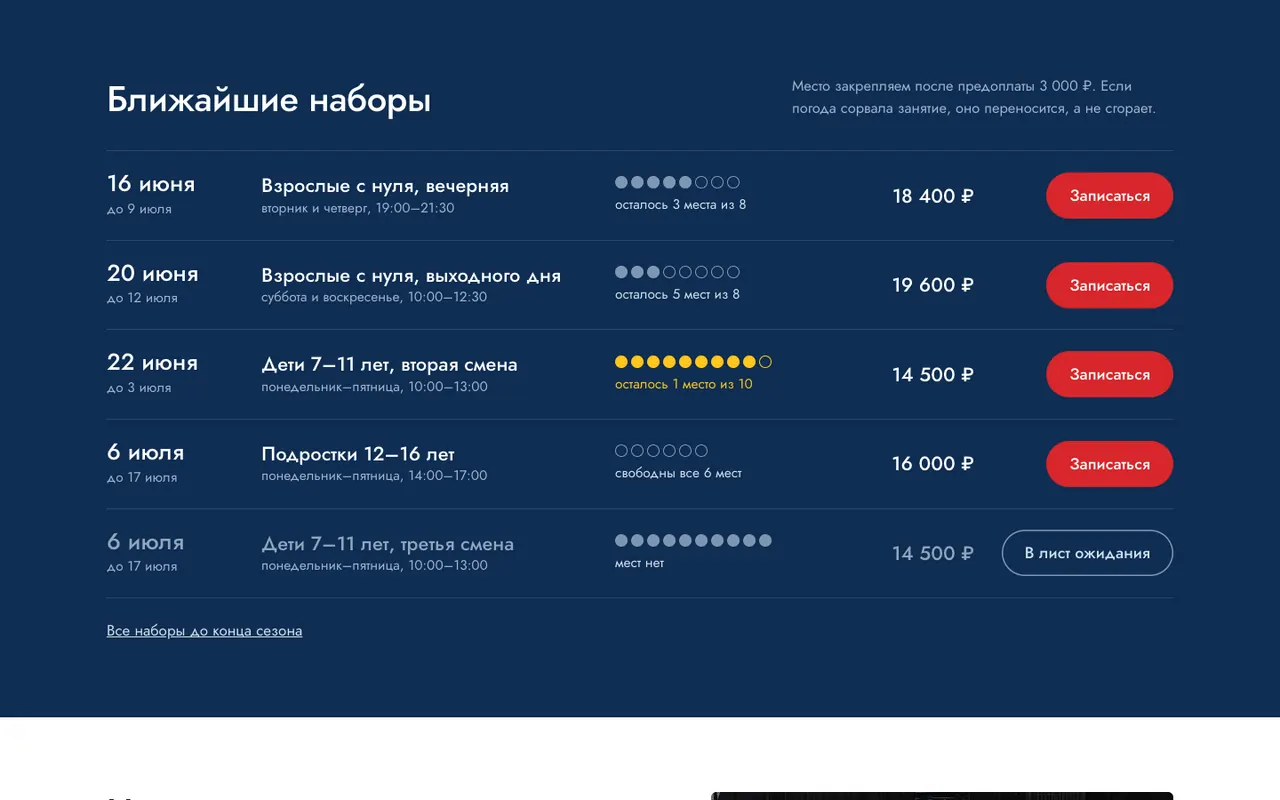 Ближайшие наборы
Место закрепляем после предоплаты 3 000 ₽. Если
погода сорвала занятие, оно переносится, а не сгорает.
16 июня
до 9 июля
Взрослые с нуля, вечерняя
вторник и четверг, 19:00–21:30
осталось 3 места из 8
18 400 ₽
Записаться
20 июня
до 12 июля
Взрослые с нуля, выходного дня
суббота и воскресенье, 10:00–12:30
осталось 5 мест из 8
19 600 ₽
Записаться
22 июня
до 3 июля
Дети 7–11 лет, вторая смена
понедельник–пятница, 10:00–13:00
осталось 1 место из 10
14 500 ₽
Записаться
6 июля
до 17 июля
Подростки 12–16 лет
понедельник–пятница, 14:00–17:00
свободны все 6 мест
16 000 ₽
Записаться
6 июля
до 17 июля
Дети 7–11 лет, третья смена
понедельник–пятница, 10:00–13:00
мест нет
14 500 ₽
В лист ожидания
Все наборы до конца сезона